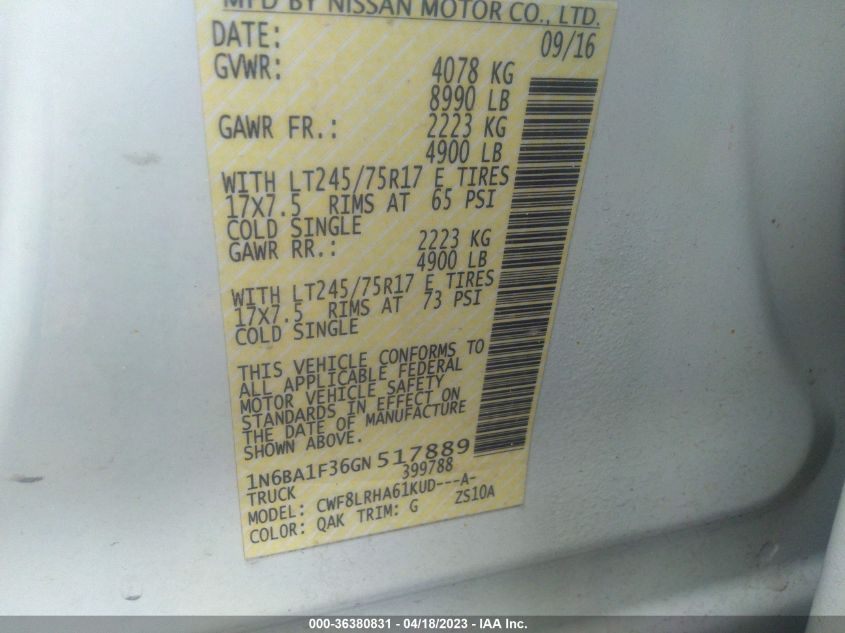 MFD BY NISSAN MOTOR CO., LTD.
DATE: 09/16
GVWR: 4078 KG
8990 LB
GAWR FR.: 2223 KG
4900 LB
WITH LT245/75R17 E TIRES
17X7.5 RIMS AT 65 PSI
COLD SINGLE
GAWR RR.: 2223 KG
4900 LB
WITH LT245/75R17 E TIRES
17X7.5 RIMS AT 73 PSI
COLD SINGLE
THIS VEHICLE CONFORMS TO
ALL APPLICABLE FEDERAL
MOTOR VEHICLE SAFETY
STANDARDS IN EFFECT ON
THE DATE OF MANUFACTURE
SHOWN ABOVE.
1N6BA1F36GN517889
TRUCK 399788
MODEL: CWF8LRHA61KUD---A-
COLOR: QAK TRIM: G ZS10A
000-36380831 - 04/18/2023 - IAA Inc.